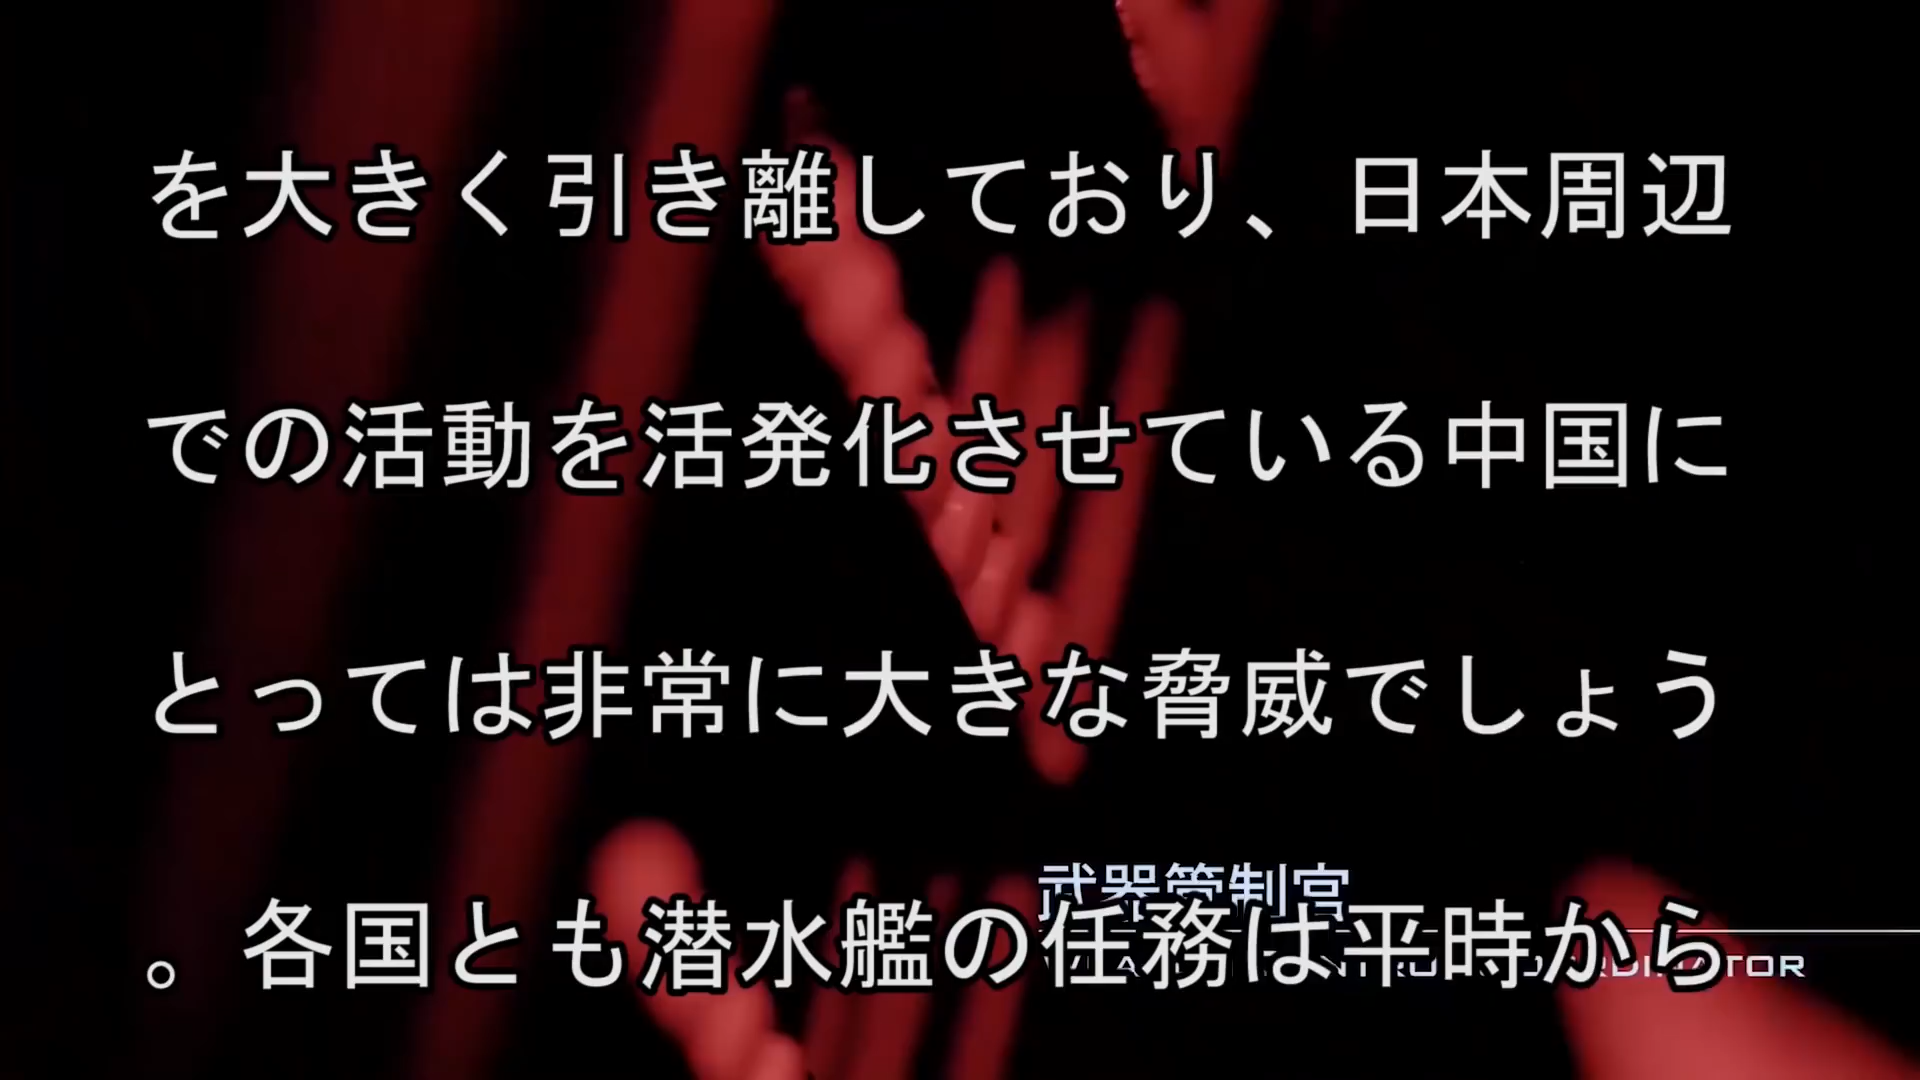 を大きく引き離しており、日本周辺
での活動を活発化させている中国に
とっては非常に大きな脅威でしょう
武器管制官
。各国とも潜水艦の任務は平時から